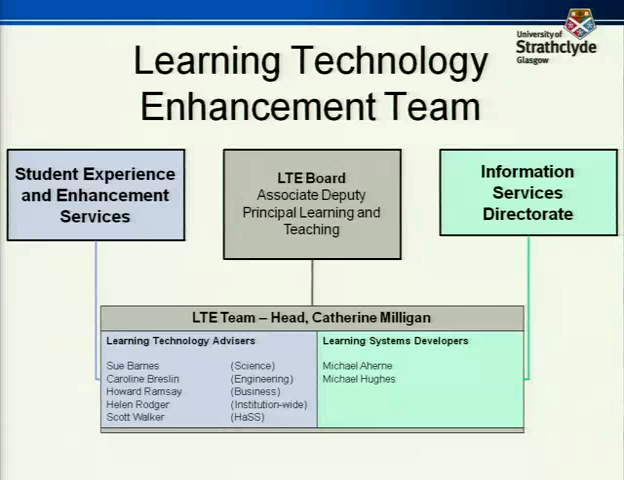 University of
Strathclyde
Glasgow
Learning Technology
Enhancement Team
Student Experience
and Enhancement
Services
LTE Board
Associate Deputy
Principal Learning and
Teaching
Information
Services
Directorate
LTE Team – Head, Catherine Milligan
Learning Technology Advisers
Sue Barnes (Science)
Caroline Breslin (Engineering)
Howard Ramsay (Business)
Helen Rodger (Institution-wide)
Scott Walker (HaSS)
Learning Systems Developers
Michael Aherne
Michael Hughes